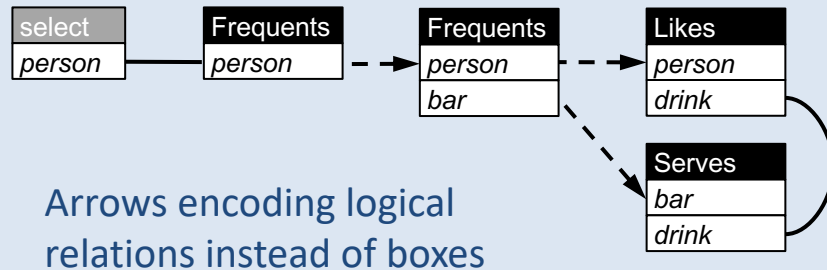 select
person
Frequents
person
Frequents
person
bar
Likes
person
drink
Serves
bar
drink
Arrows encoding logical
relations instead of boxes